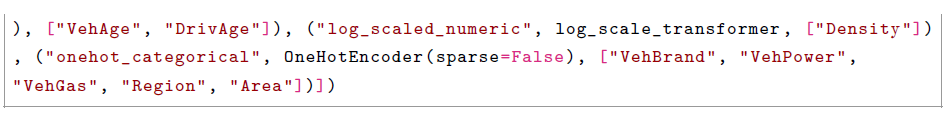 ), ["VehAge", "DrivAge"]), ("log_scaled_numeric", log_scale_transformer, ["Density"])
, ("onehot_categorical", OneHotEncoder(sparse=False), ["VehBrand", "VehPower",
"VehGas", "Region", "Area"])])